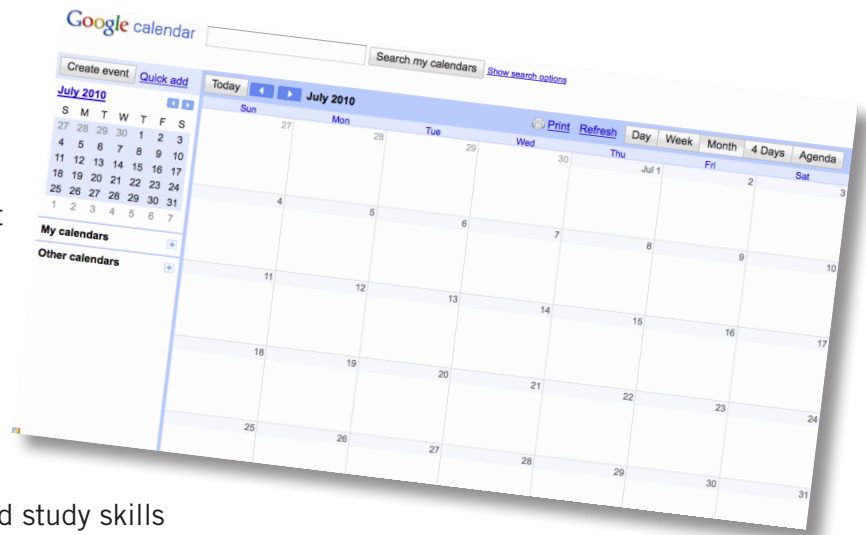 Google calendar
Search my calendars Show search options
Create event Quick add
Today July 2010
Print Refresh Day Week Month 4 Days Agenda
July 2010
S M T W T F S
27 28 29 30 1 2 3
4 5 6 7 8 9 10
11 12 13 14 15 16 17
18 19 20 21 22 23 24
25 26 27 28 29 30 31
1 2 3 4 5 6 7
My calendars
Other calendars
Sun Mon Tue Wed Thu Fri Sat
27 28 29 30 Jul 1 2 3
4 5 6 7 8 9 10
11 12 13 14 15 16 17
18 19 20 21 22 23 24
25 26 27 28 29 30 31
t
d study skills